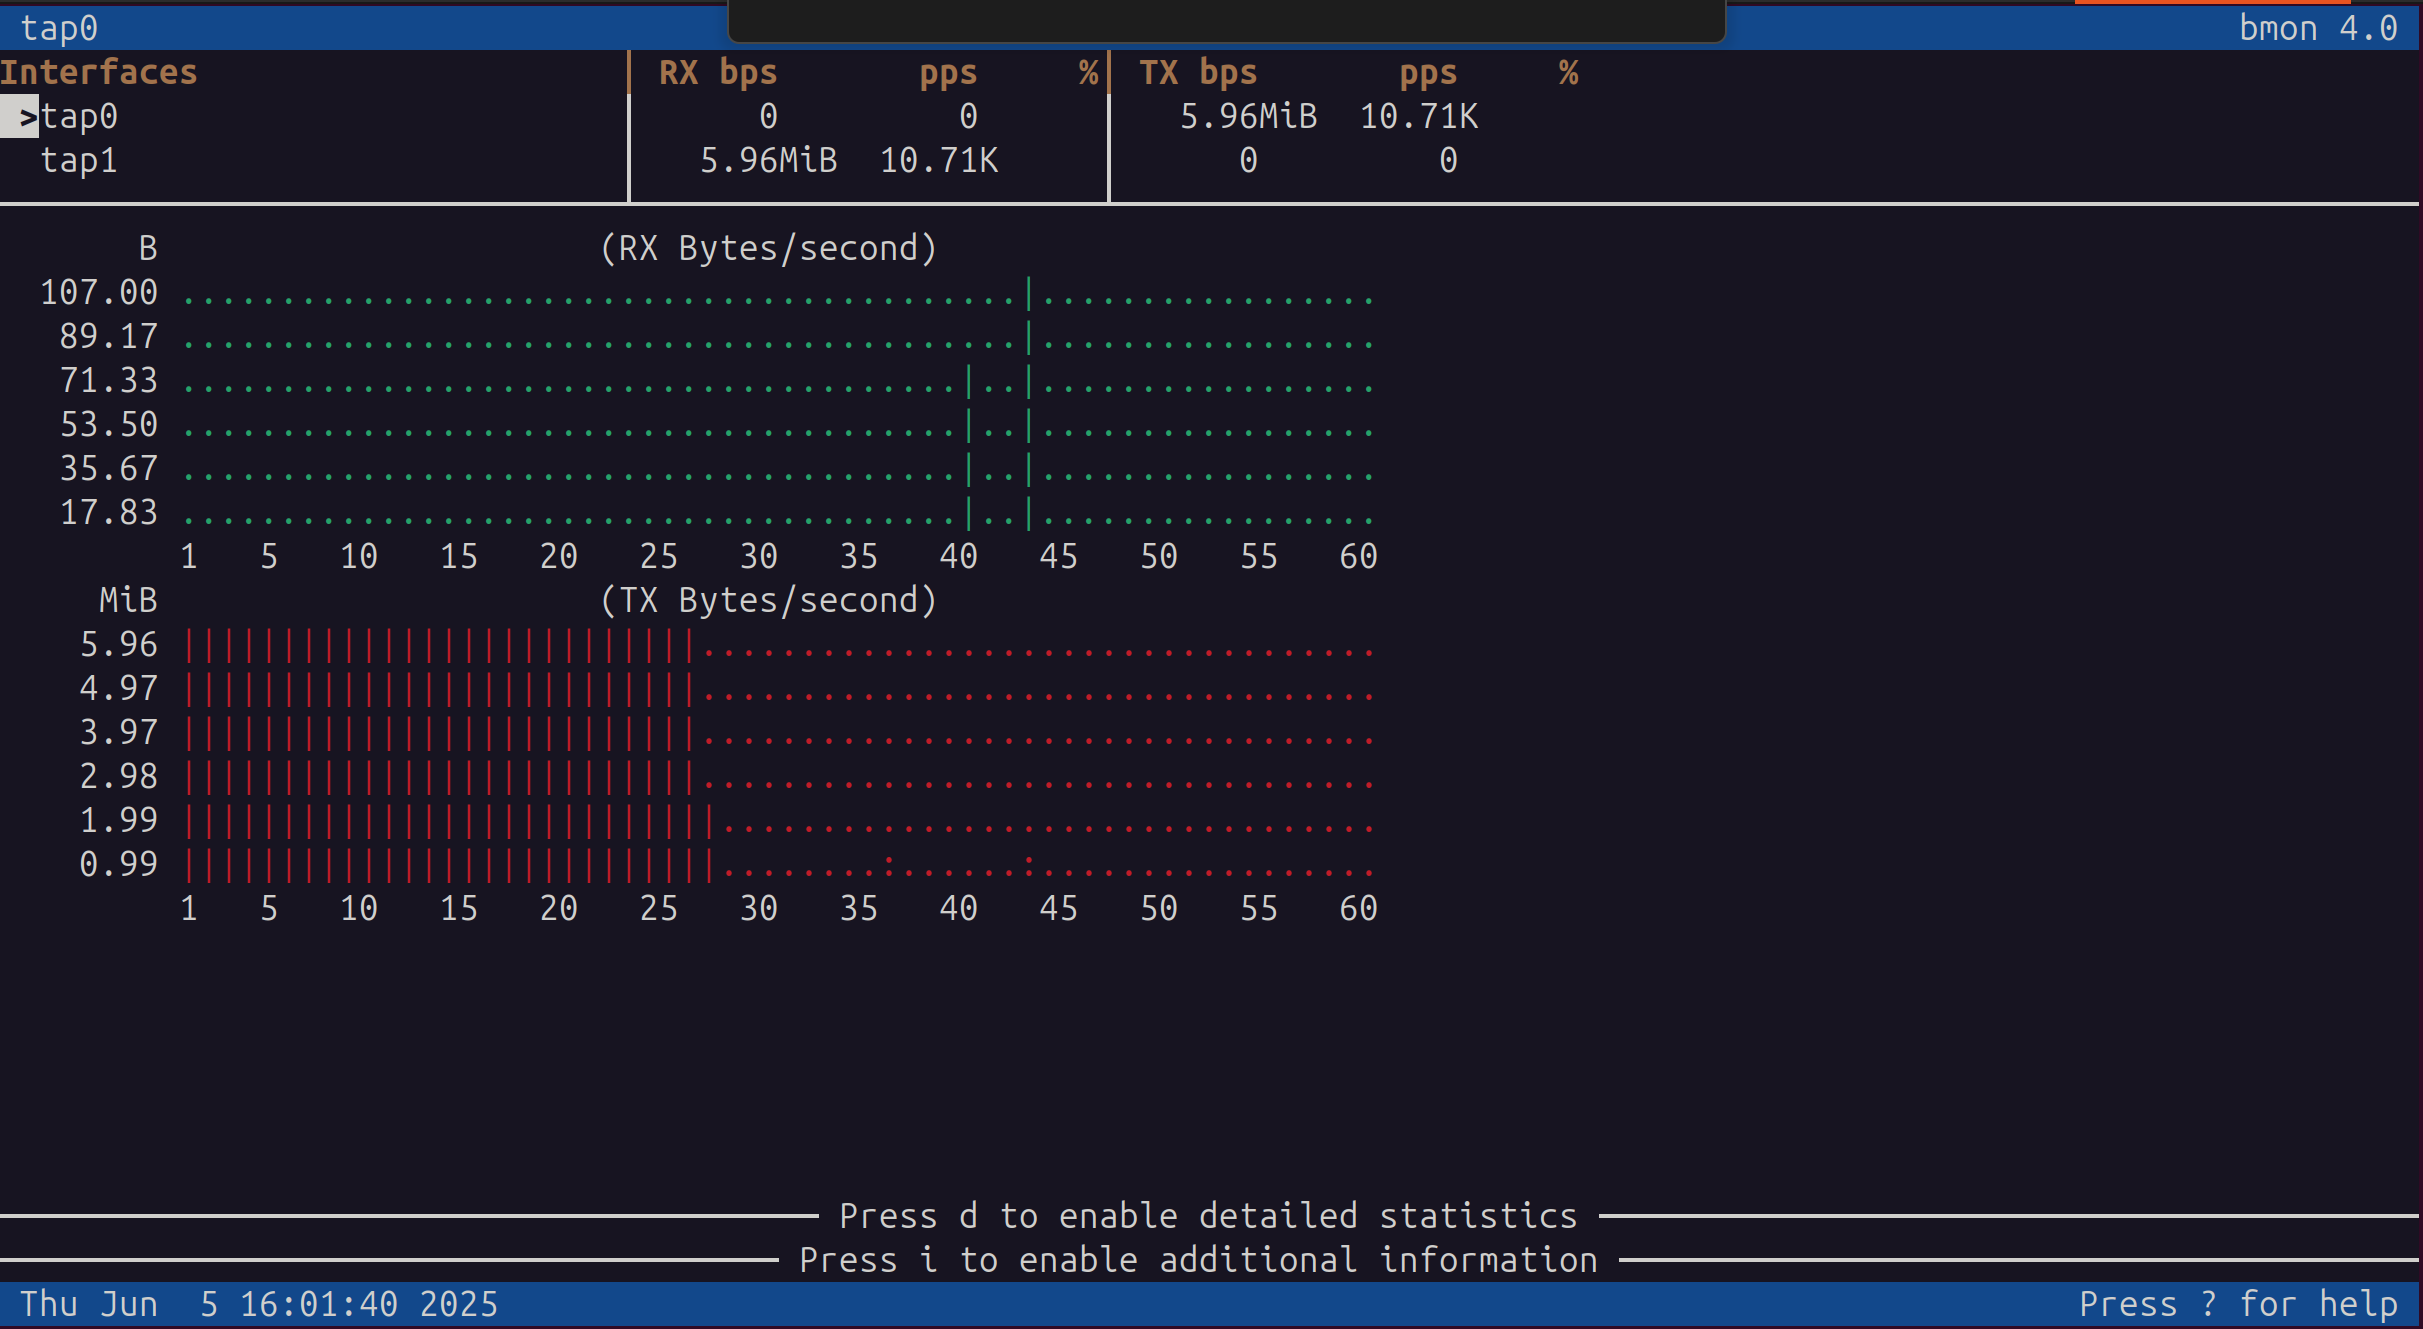 tap0 bmon 4.0
Interfaces RX bps pps % TX bps pps %
>tap0 0 0 5.96MiB 10.71K
tap1 5.96MiB 10.71K 0 0
B (RX Bytes/second)
107.00 ..........................................|.................
89.17 ..........................................|.................
71.33 .......................................|..|.................
53.50 .......................................|..|.................
35.67 .......................................|..|.................
17.83 .......................................|..|.................
1 5 10 15 20 25 30 35 40 45 50 55 60
MiB (TX Bytes/second)
5.96 ||||||||||||||||||||||||||..................................
4.97 ||||||||||||||||||||||||||..................................
3.97 ||||||||||||||||||||||||||..................................
2.98 ||||||||||||||||||||||||||..................................
1.99 |||||||||||||||||||||||||||.................................
0.99 |||||||||||||||||||||||||||........:......:.................
1 5 10 15 20 25 30 35 40 45 50 55 60
Press d to enable detailed statistics
Press i to enable additional information
Thu Jun  5 16:01:40 2025 Press ? for help